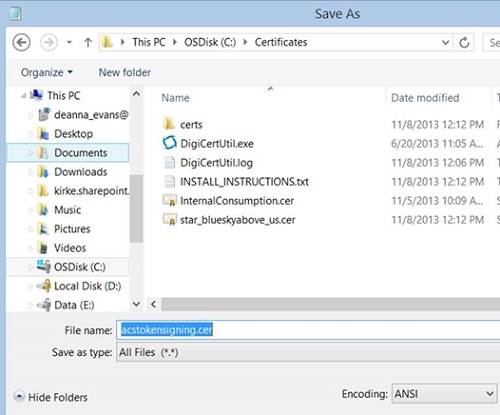 Save As
This PC OSDisk (C:) Certificates
Organize New folder
This PC
deanna_evans@
Desktop
Documents
Downloads
kirke.sharepoint.
Music
Pictures
Videos
OSDisk (C:)
Local Disk (D:)
Data (E:)
Name Date modified
certs 11/8/2013 12:12 PM
DigiCertUtil.exe 6/20/2013 11:05 A...
DigiCertUtil.log 11/8/2013 12:06 PM
INSTALL_INSTRUCTIONS.txt 11/8/2013 12:12 PM
InternalConsumption.cer 11/5/2013 10:09 A...
star_blueskyabove_us.cer 11/8/2013 12:12 PM
File name: acstokensigning.cer
Save as type: All Files (*.*)
Hide Folders Encoding: ANSI